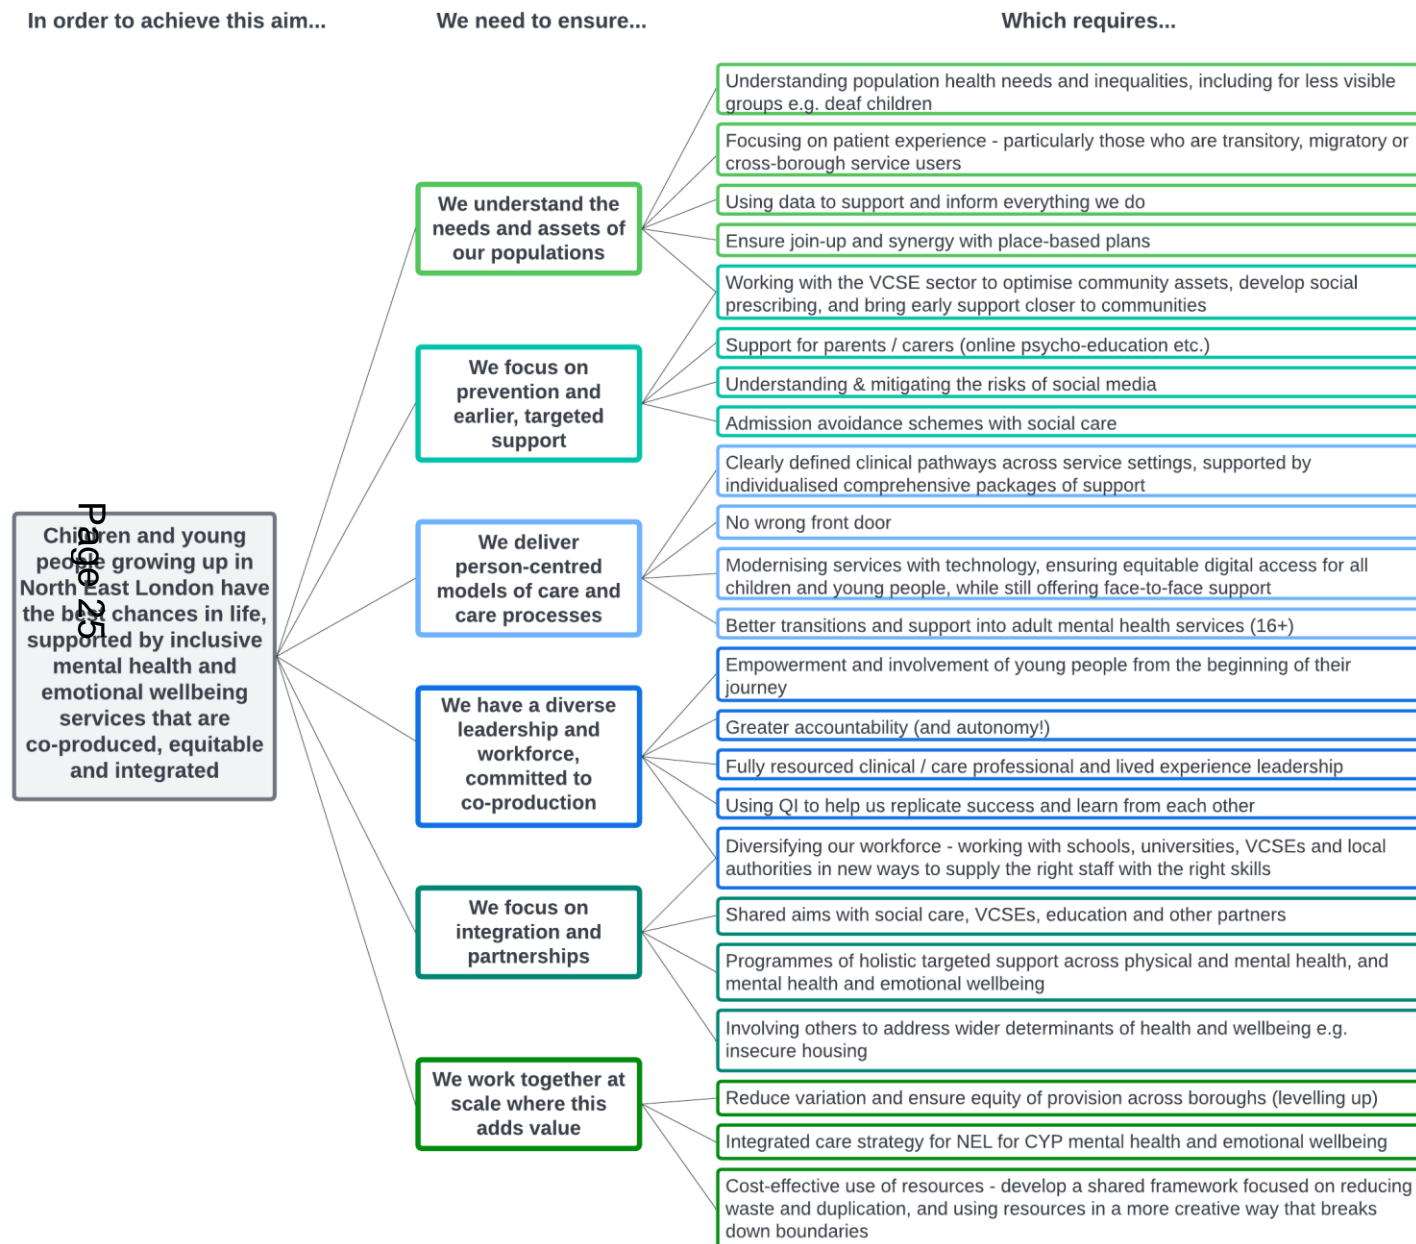 In order to achieve this aim...
We need to ensure...
Which requires...
Children and young
people growing up in
North East London have
the best chances in life,
supported by inclusive
mental health and
emotional wellbeing
services that are
co-produced, equitable
and integrated
Page 25
We understand the
needs and assets of
our populations
Understanding population health needs and inequalities, including for less visible
groups e.g. deaf children
Focusing on patient experience - particularly those who are transitory, migratory or
cross-borough service users
Using data to support and inform everything we do
Ensure join-up and synergy with place-based plans
Working with the VCSE sector to optimise community assets, develop social
prescribing, and bring early support closer to communities
We focus on
prevention and
earlier, targeted
support
Support for parents / carers (online psycho-education etc.)
Understanding & mitigating the risks of social media
Admission avoidance schemes with social care
We deliver
person-centred
models of care and
care processes
Clearly defined clinical pathways across service settings, supported by
individualised comprehensive packages of support
No wrong front door
Modernising services with technology, ensuring equitable digital access for all
children and young people, while still offering face-to-face support
Better transitions and support into adult mental health services (16+)
We have a diverse
leadership and
workforce,
committed to
co-production
Empowerment and involvement of young people from the beginning of their
journey
Greater accountability (and autonomy!)
Fully resourced clinical / care professional and lived experience leadership
Using QI to help us replicate success and learn from each other
Diversifying our workforce - working with schools, universities, VCSEs and local
authorities in new ways to supply the right staff with the right skills
We focus on
integration and
partnerships
Shared aims with social care, VCSEs, education and other partners
Programmes of holistic targeted support across physical and mental health, and
mental health and emotional wellbeing
Involving others to address wider determinants of health and wellbeing e.g.
insecure housing
We work together at
scale where this
adds value
Reduce variation and ensure equity of provision across boroughs (levelling up)
Integrated care strategy for NEL for CYP mental health and emotional wellbeing
Cost-effective use of resources - develop a shared framework focused on reducing
waste and duplication, and using resources in a more creative way that breaks
down boundaries